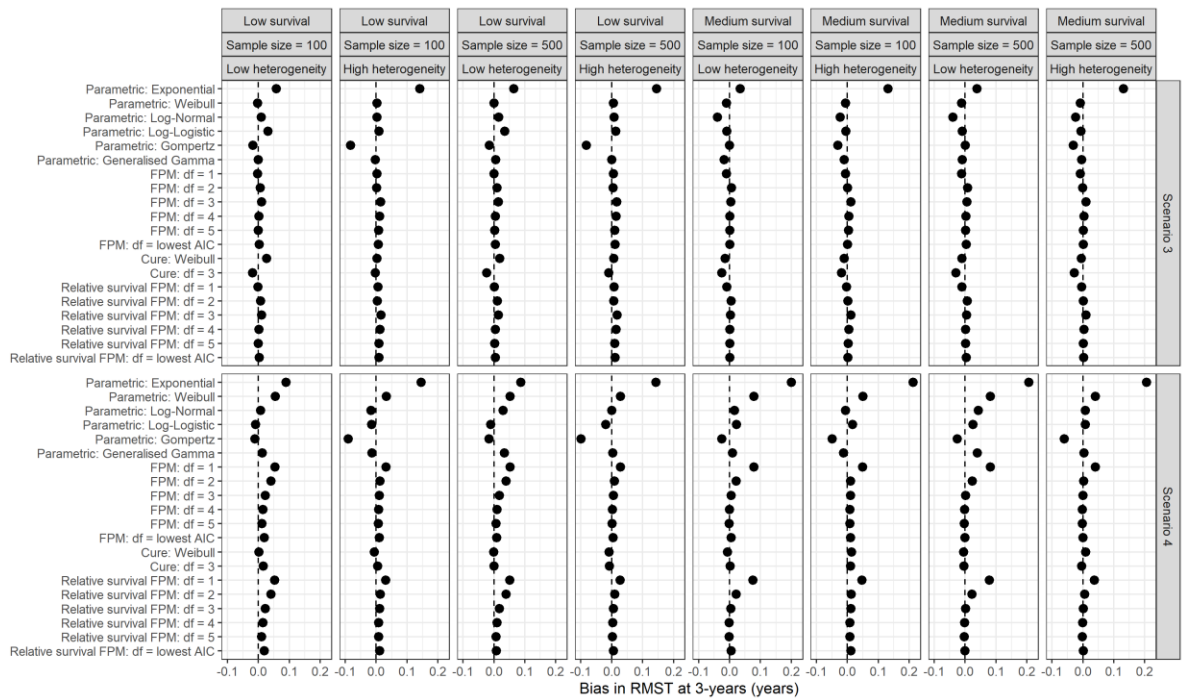 Low survival Low survival Low survival Low survival Medium survival Medium survival Medium survival Medium survival
Sample size = 100 Sample size = 100 Sample size = 500 Sample size = 500 Sample size = 100 Sample size = 100 Sample size = 500 Sample size = 500
Low heterogeneity High heterogeneity Low heterogeneity High heterogeneity Low heterogeneity High heterogeneity Low heterogeneity High heterogeneity
Parametric: Exponential
Parametric: Weibull
Parametric: Log-Normal
Parametric: Log-Logistic
Parametric: Gompertz
Parametric: Generalised Gamma
FPM: df = 1
FPM: df = 2
FPM: df = 3
FPM: df = 4
FPM: df = 5
FPM: df = lowest AIC
Cure: Weibull
Cure: df = 3
Relative survival FPM: df = 1
Relative survival FPM: df = 2
Relative survival FPM: df = 3
Relative survival FPM: df = 4
Relative survival FPM: df = 5
Relative survival FPM: df = lowest AIC
Scenario 3
Parametric: Exponential
Parametric: Weibull
Parametric: Log-Normal
Parametric: Log-Logistic
Parametric: Gompertz
Parametric: Generalised Gamma
FPM: df = 1
FPM: df = 2
FPM: df = 3
FPM: df = 4
FPM: df = 5
FPM: df = lowest AIC
Cure: Weibull
Cure: df = 3
Relative survival FPM: df = 1
Relative survival FPM: df = 2
Relative survival FPM: df = 3
Relative survival FPM: df = 4
Relative survival FPM: df = 5
Relative survival FPM: df = lowest AIC
Scenario 4
-0.1 0.0 0.1 0.2 -0.1 0.0 0.1 0.2 -0.1 0.0 0.1 0.2 -0.1 0.0 0.1 0.2 -0.1 0.0 0.1 0.2 -0.1 0.0 0.1 0.2 -0.1 0.0 0.1 0.2 -0.1 0.0 0.1 0.2
Bias in RMST at 3-years (years)